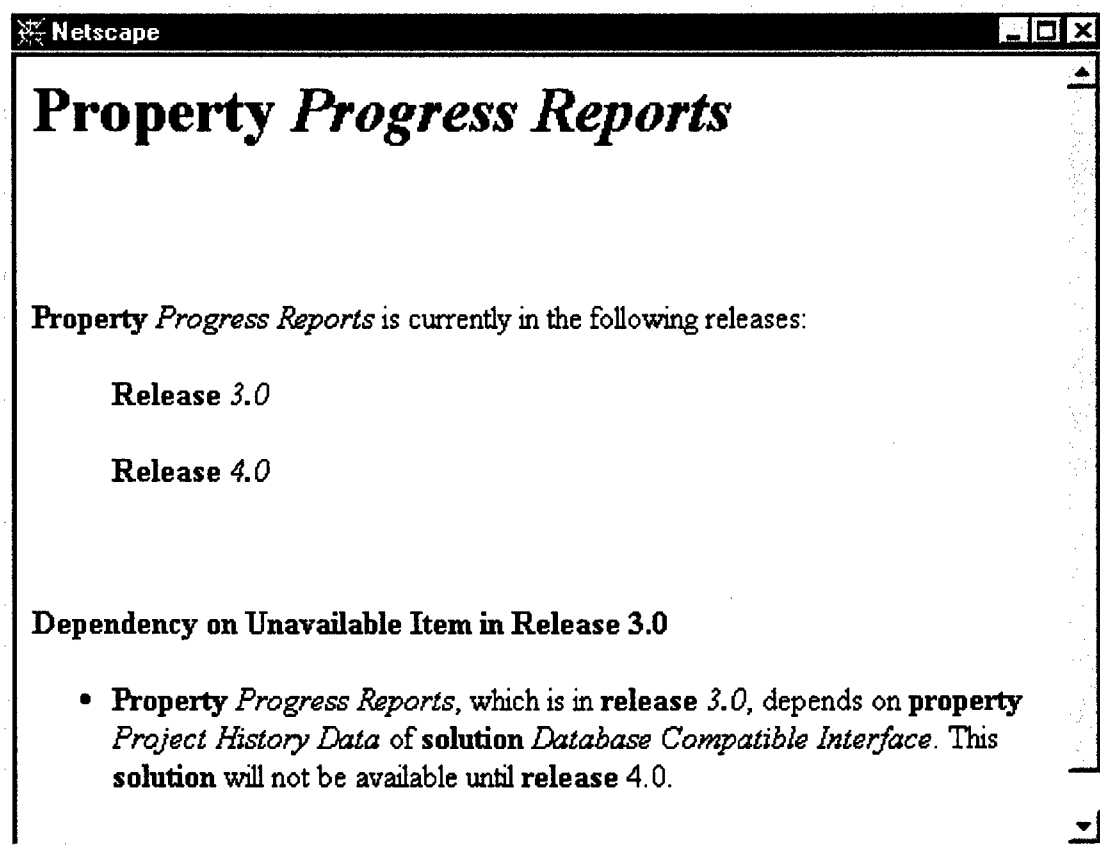 Netscape
Property Progress Reports
Property Progress Reports is currently in the following releases:
Release 3.0
Release 4.0
Dependency on Unavailable Item in Release 3.0
• Property Progress Reports, which is in release 3.0, depends on property
Project History Data of solution Database Compatible Interface. This
solution will not be available until release 4.0.